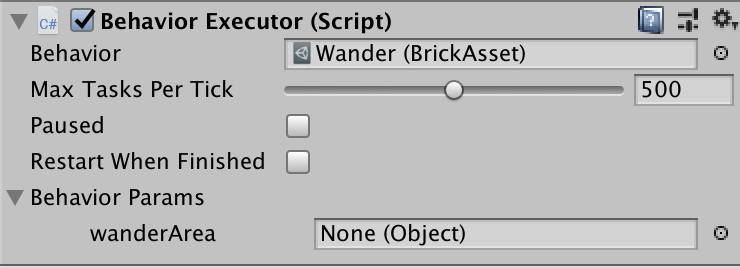 C# Behavior Executor (Script)
Behavior Wander (BrickAsset)
Max Tasks Per Tick 500
Paused
Restart When Finished
Behavior Params
wanderArea None (Object)